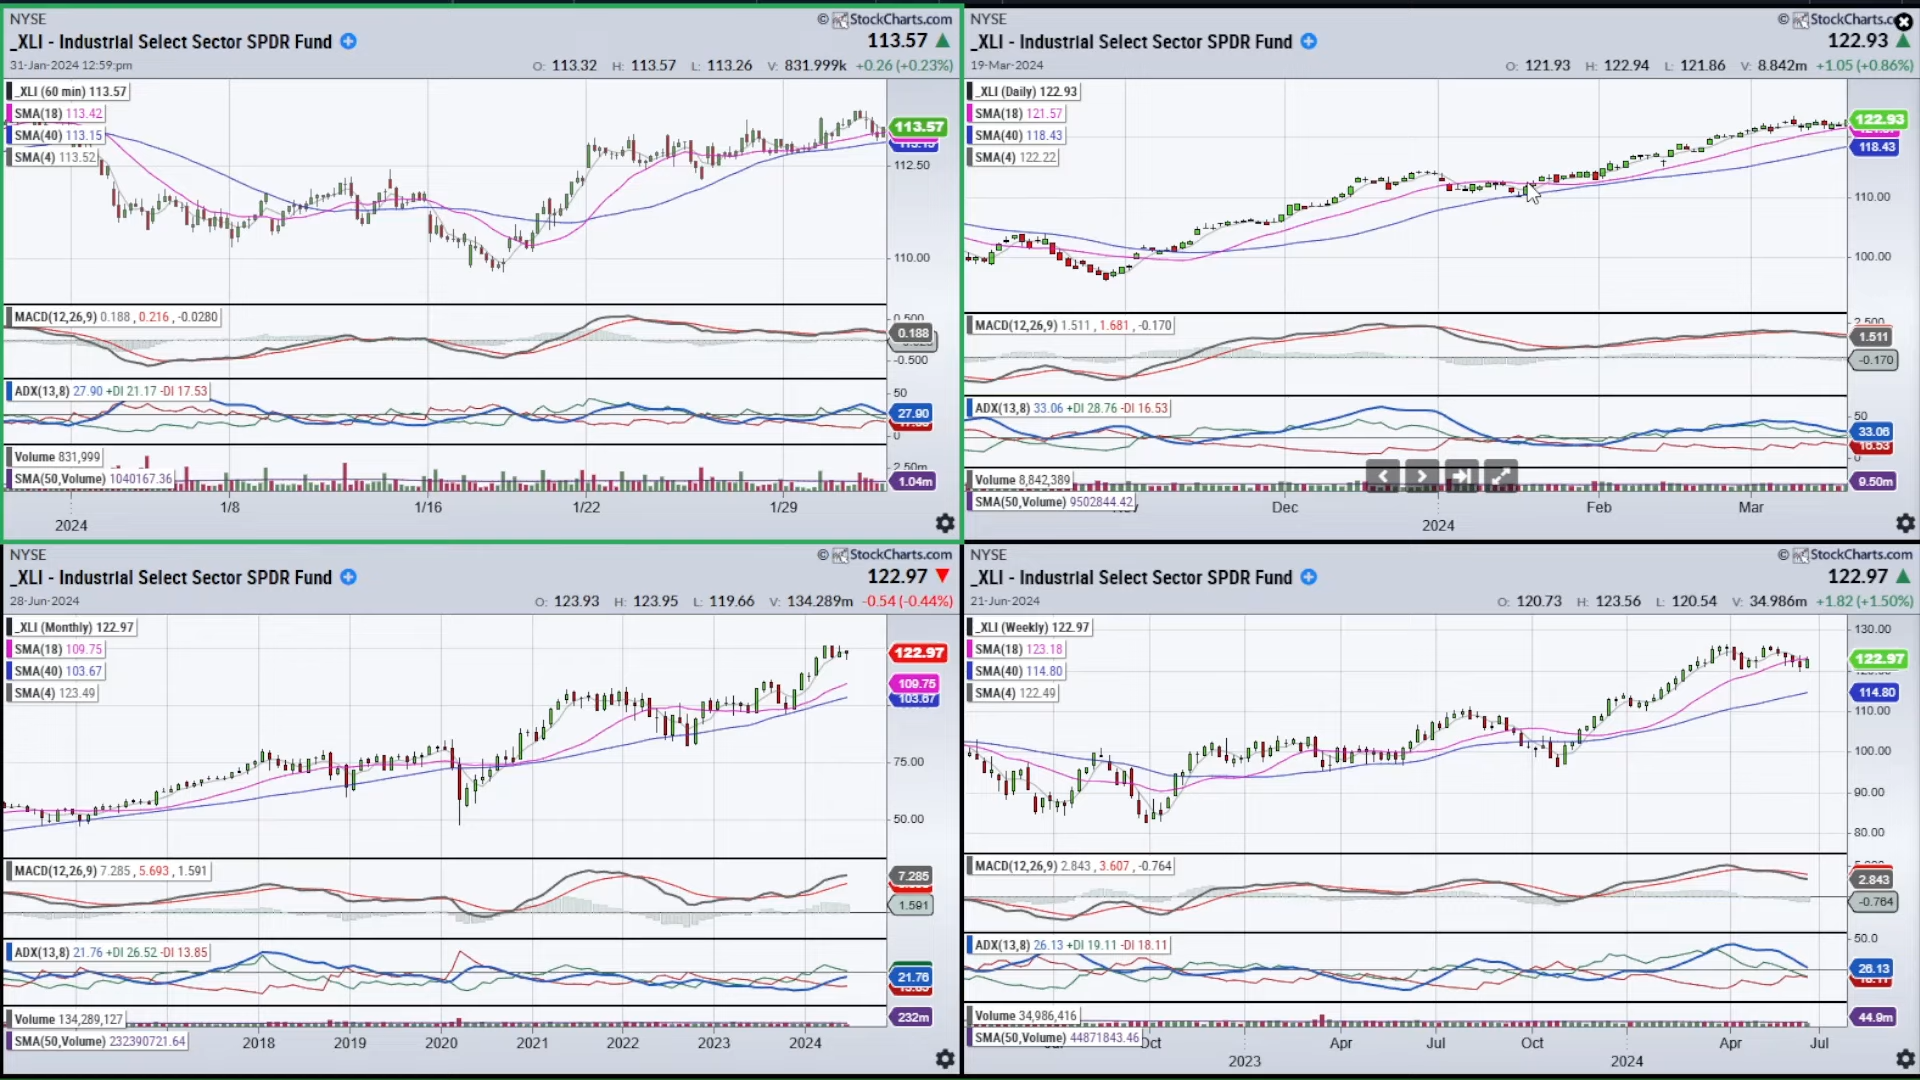 NYSE
© StockCharts.com
_XLI - Industrial Select Sector SPDR Fund
113.57
31-Jan-2024 12:59:pm
O: 113.32 H: 113.57 L: 113.26 V: 831.999k +0.26 (+0.23%)
_XLI (60 min) 113.57
SMA(18) 113.42
SMA(40) 113.15
SMA(4) 113.52
113.57
112.50
110.00
MACD(12,26,9) 0.188 , 0.216 , -0.0280
0.500
0.188
-0.500
ADX(13,8) 27.90 +DI 21.17 -DI 17.53
50
27.90
0
Volume 831,999
SMA(50,Volume) 1040167.36
2.50m
1.04m
1/8 1/16 1/22 1/29
2024
NYSE
© StockCharts.c
_XLI - Industrial Select Sector SPDR Fund
122.93
19-Mar-2024
O: 121.93 H: 122.94 L: 121.86 V: 8.842m +1.05 (+0.86%)
_XLI (Daily) 122.93
SMA(18) 121.57
SMA(40) 118.43
SMA(4) 122.22
122.93
118.43
110.00
100.00
MACD(12,26,9) 1.511 , 1.681 , -0.170
1.511
-0.170
ADX(13,8) 33.06 +DI 28.76 -DI 16.53
50
33.06
Volume 8,842,389
SMA(50,Volume) 9502844.42
9.50m
Dec Feb Mar
2024
NYSE
© StockCharts.com
_XLI - Industrial Select Sector SPDR Fund
122.97
28-Jun-2024
O: 123.93 H: 123.95 L: 119.66 V: 134.289m -0.54 (-0.44%)
_XLI (Monthly) 122.97
SMA(18) 109.75
SMA(40) 103.67
SMA(4) 123.49
122.97
109.75
103.67
75.00
50.00
MACD(12,26,9) 7.285 , 5.693 , 1.591
7.285
1.591
ADX(13,8) 21.76 +DI 26.52 -DI 13.85
21.76
Volume 134,289,127
SMA(50,Volume) 232390721.64
232m
2018 2019 2020 2021 2022 2023 2024
NYSE
© StockCharts.com
_XLI - Industrial Select Sector SPDR Fund
122.97
21-Jun-2024
O: 120.73 H: 123.56 L: 120.54 V: 34.986m +1.82 (+1.50%)
_XLI (Weekly) 122.97
SMA(18) 123.18
SMA(40) 114.80
SMA(4) 122.49
130.00
122.97
114.80
110.00
100.00
90.00
80.00
MACD(12,26,9) 2.843 , 3.607 , -0.764
2.843
-0.764
ADX(13,8) 26.13 +DI 19.11 -DI 18.11
50.0
26.13
Volume 34,986,416
SMA(50,Volume) 44871843.46
44.9m
Oct Apr Jul Oct Apr Jul
2023 2024